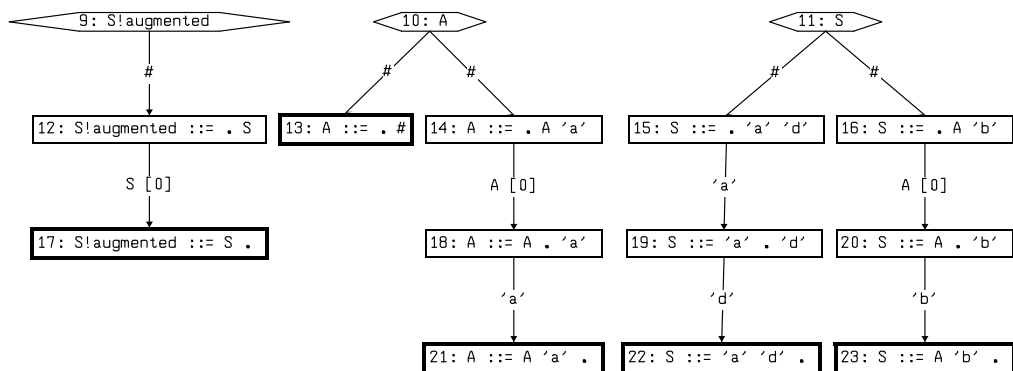 9: S!augmented 10: A 11: S
# # # # #
12: S!augmented ::= . S 13: A ::= . # 14: A ::= . A 'a' 15: S ::= . 'a' 'd' 16: S ::= . A 'b'
S [0] A [0] 'a' A [0]
17: S!augmented ::= S . 18: A ::= A . 'a' 19: S ::= 'a' . 'd' 20: S ::= A . 'b'
'a' 'd' 'b'
21: A ::= A 'a' . 22: S ::= 'a' 'd' . 23: S ::= A 'b' .